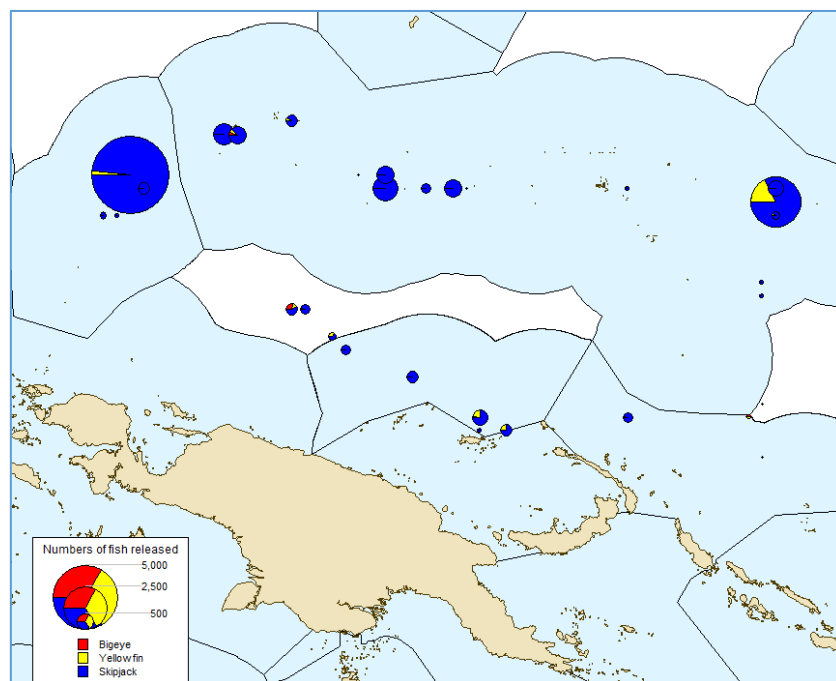 Numbers of fish released
5,000
2,500
500
Bigeye
Yellowfin
Skipjack